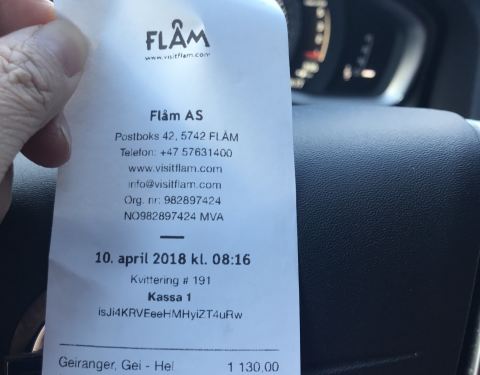 FLÅM
www.visitflam.com
Flåm AS
Postboks 42, 5742 FLÅM
Telefon: +47 57631400
www.visitflam.com
info@visitflam.com
Org. nr: 982897424
NO982897424 MVA
10. april 2018 kl. 08:16
Kvittering # 191
Kassa 1
isJi4KRVEeeHMHyiZT4uRw
Geiranger, Gei - Hel 1 130,00